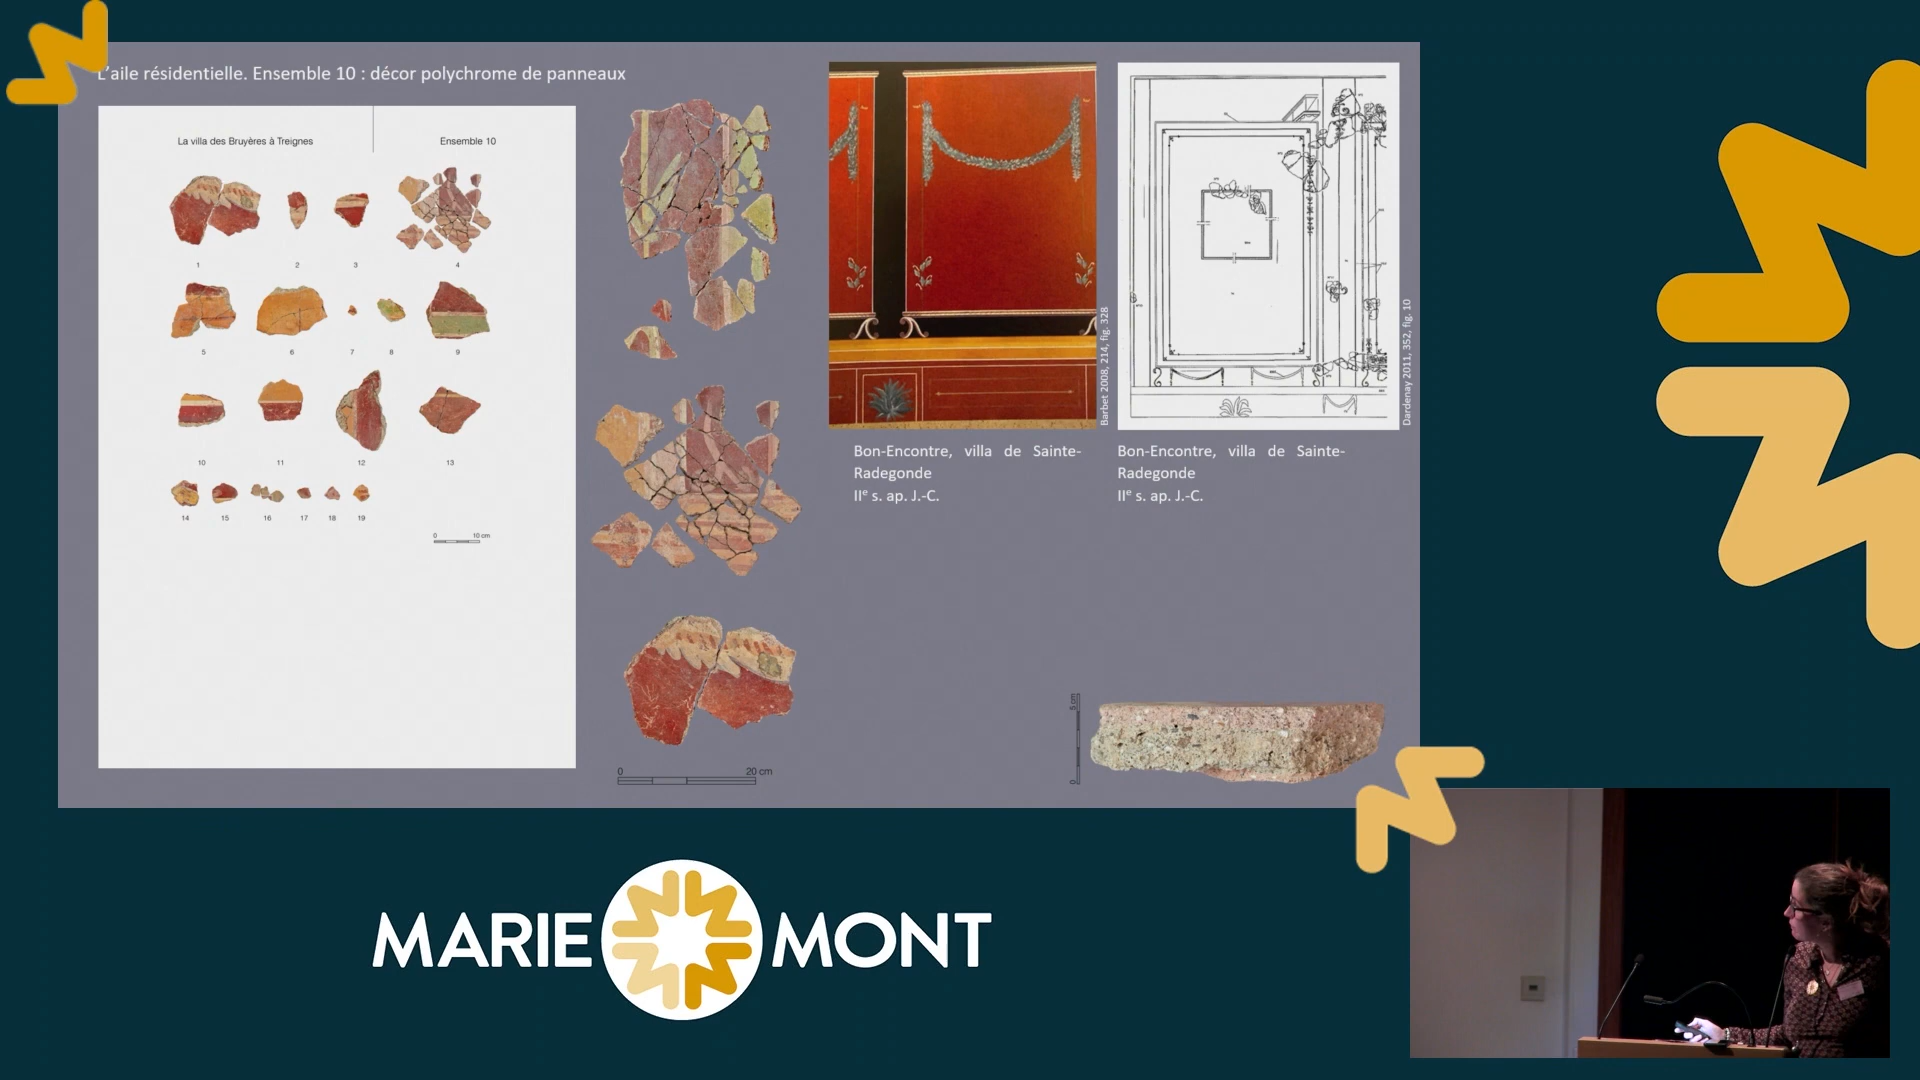 L'aile résidentielle. Ensemble 10 : décor polychrome de panneaux
La villa des Bruyères à Treignes
Ensemble 10
1
2
3
4
5
6
7
8
9
10
11
12
13
14
15
16
17
18
19
0 10 cm
0 20 cm
Barbet 2008, 214, fig. 328
Dardenay 2011, 352, fig. 10
Bon-Encontre, villa de Sainte-
Radegonde
IIe s. ap. J.-C.
Bon-Encontre, villa de Sainte-
Radegonde
IIe s. ap. J.-C.
0 5 cm
MARIE MONT